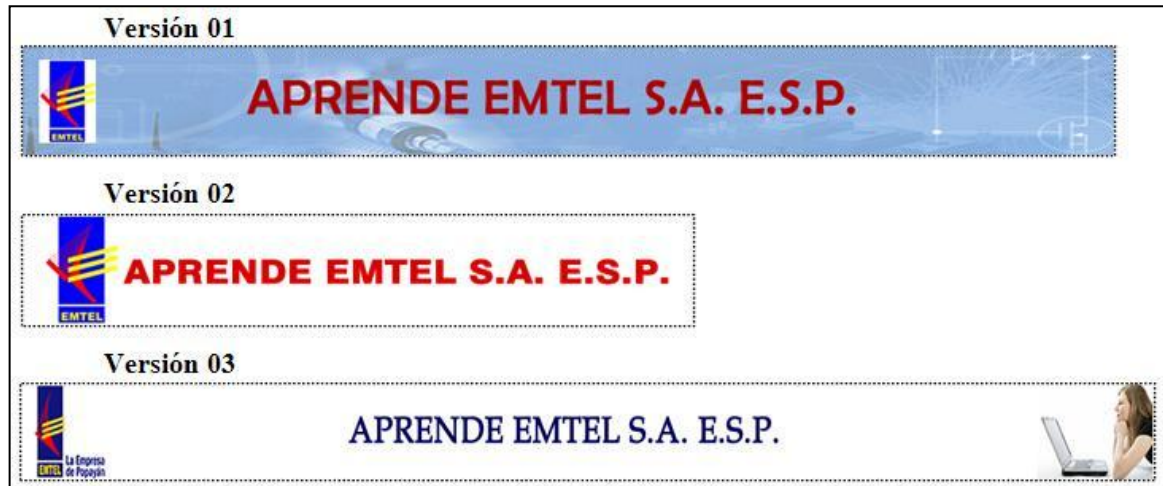 Versión 01
EMTEL
APRENDE EMTEL S.A. E.S.P.
Versión 02
EMTEL
APRENDE EMTEL S.A. E.S.P.
Versión 03
EMTEL
La Empresa
de Popayán
APRENDE EMTEL S.A. E.S.P.